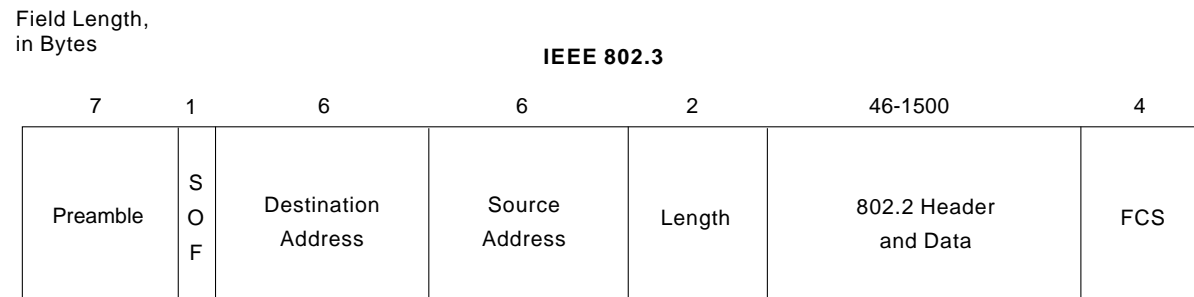 Field Length,
in Bytes
IEEE 802.3
7 1 6 6 2 46-1500 4
Preamble
S
O
F
Destination
Address
Source
Address
Length
802.2 Header
and Data
FCS